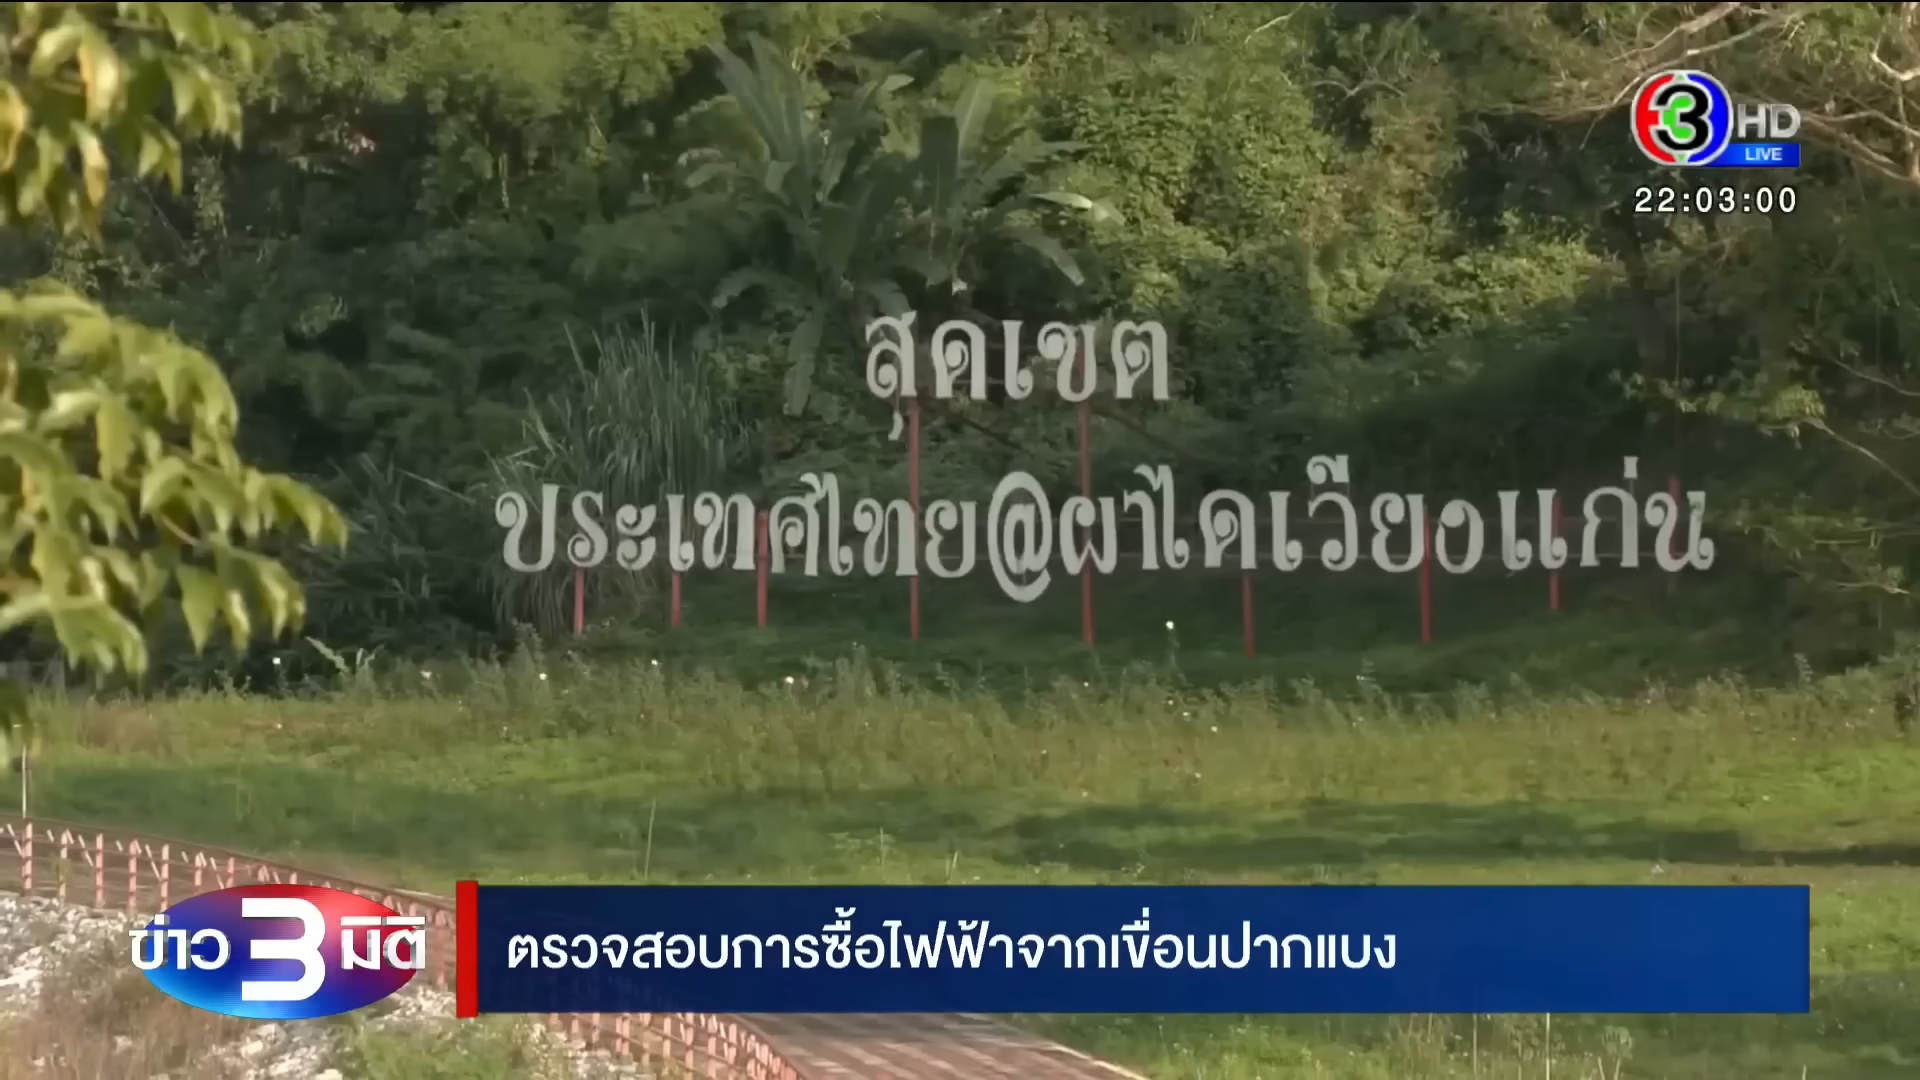 3 HD
LIVE
22:03:00
สุดเขต
ประเทศไทย@ผาไดเวียงแก่น
ข่าว 3 มิติ
ตรวจสอบการซื้อไฟฟ้าจากเขื่อนปากแบง